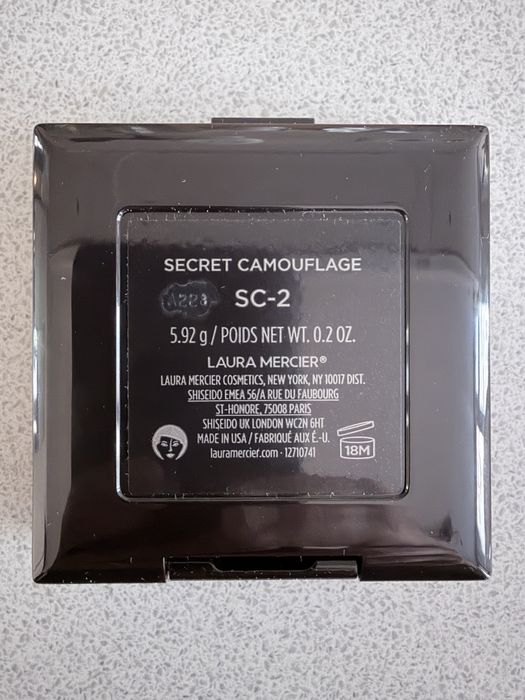 SECRET CAMOUFLAGE
SC-2
5.92 g / POIDS NET WT. 0.2 OZ.
LAURA MERCIER®
LAURA MERCIER COSMETICS, NEW YORK, NY 10017 DIST.
SHISEIDO EMEA 56/A RUE DU FAUBOURG
ST-HONORE, 75008 PARIS
SHISEIDO UK LONDON WC2N 6HT
MADE IN USA / FABRIQUÉ AUX É.-U.
lauramercier.com · 12710741
18M